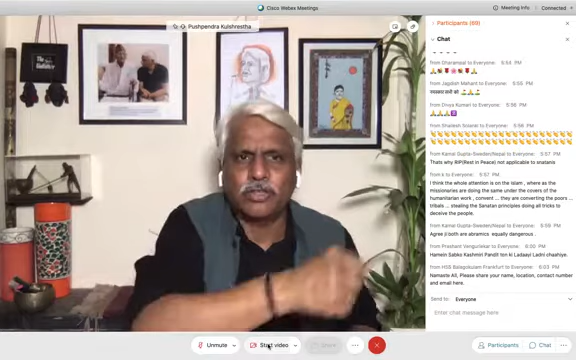 Cisco Webex Meetings
Meeting Info
Connected
Pushpendra Kulshrestha
Participants (69)
Chat
from Dharampal to Everyone: 5:54 PM
🙏🌺🌹🌸🌺🌹🙏
from Jagdish Mahant to Everyone: 5:55 PM
from Divya Kumari to Everyone: 5:56 PM
🙏🙏🙏🕉
from Shailesh Solanki to Everyone: 5:56 PM
from Kamal Gupta-Sweden/Nepal to Everyone: 5:57 PM
Thats why RIP(Rest in Peace) not applicable to snatanis
from k to Everyone: 5:57 PM
I think the whole attention is on the islam , where as the
missionaries are doing the same under the covers of the
humanitarian work , convent ... they are converting the poors ...
tribals .. stealing the Sanatan principles doing all tricks to
deceive the people.
from Kamal Gupta-Sweden/Nepal to Everyone: 5:59 PM
Agree ji both are abramics equally dangerous .
from Prashant Vengurlekar to Everyone: 6:00 PM
Hamein Sabko Kashmiri Pandit ton ki Ladaayi Ladni chaahiye.
from HSS Balagokulam Frankfurt to Everyone: 6:03 PM
Namaste All, Please share your name, location, contact number
and email here.
Send to: Everyone
Enter chat message here
Unmute
Start video
Share
Participants
Chat
The
Godfather